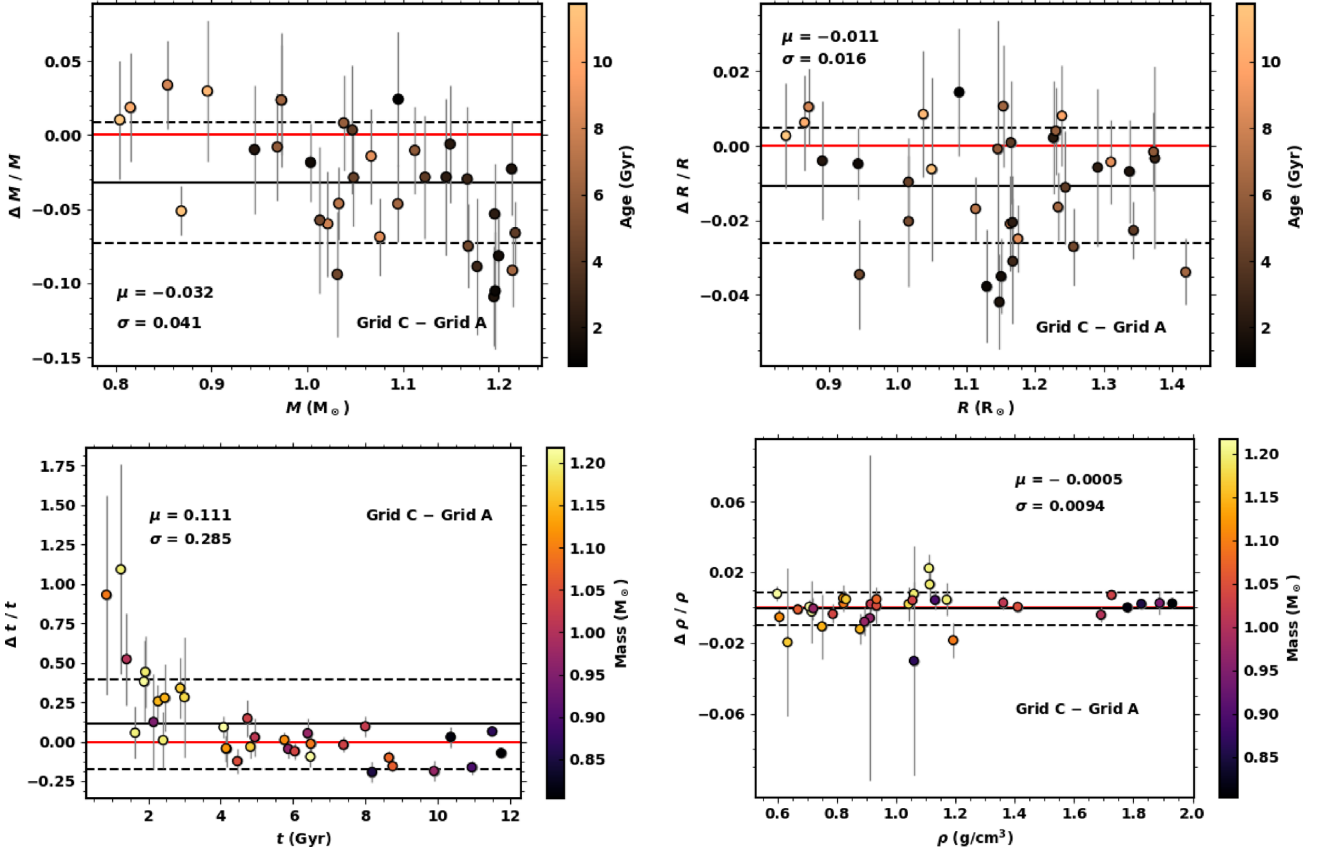 0.05
0.00
−0.05
−0.10
−0.15
Δ M / M
μ = −0.032
σ = 0.041
Grid C − Grid A
0.8 0.9 1.0 1.1 1.2
M (M⊙)
10
8
6
4
2
Age (Gyr)
0.02
0.00
−0.02
−0.04
Δ R / R
μ = −0.011
σ = 0.016
Grid C − Grid A
0.9 1.0 1.1 1.2 1.3 1.4
R (R⊙)
10
8
6
4
2
Age (Gyr)
1.75
1.50
1.25
1.00
0.75
0.50
0.25
0.00
−0.25
Δ t / t
μ = 0.111
σ = 0.285
Grid C − Grid A
2 4 6 8 10 12
t (Gyr)
1.20
1.15
1.10
1.05
1.00
0.95
0.90
0.85
Mass (M⊙)
0.06
0.02
−0.02
−0.06
Δ ρ / ρ
μ = − 0.0005
σ = 0.0094
Grid C − Grid A
0.6 0.8 1.0 1.2 1.4 1.6 1.8 2.0
ρ (g/cm³)
1.20
1.15
1.10
1.05
1.00
0.95
0.90
0.85
Mass (M⊙)